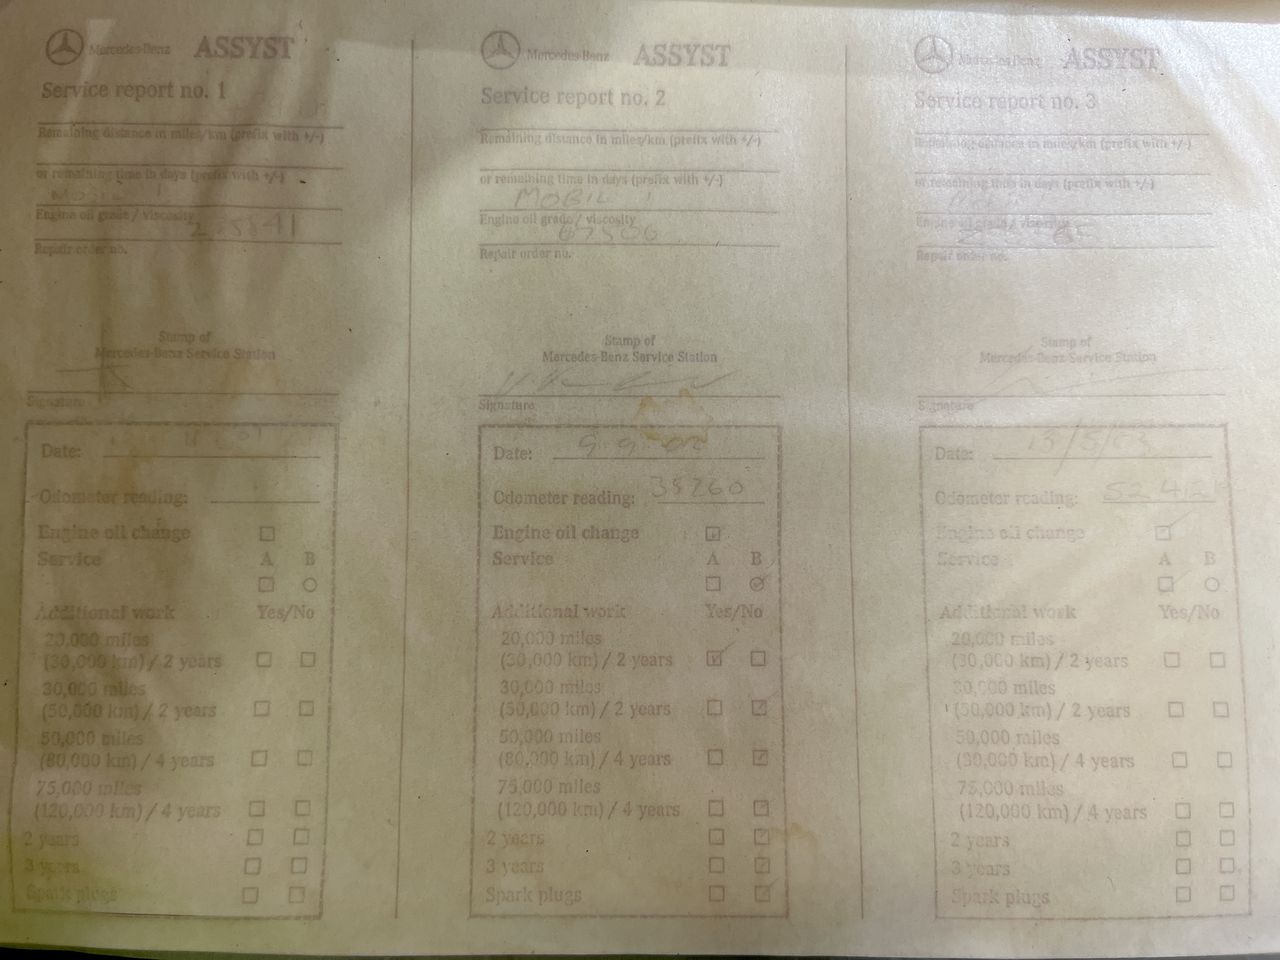 Mercedes-Benz ASSYST
Service report no. 1
Remaining distance in miles/km (prefix with +/-)
or remaining time in days (prefix with +/-)
MOBIL 1
Engine oil grade / viscosity
Repair order no.
Stamp of
Mercedes-Benz Service Station
Signature
Date:
Odometer reading:
Engine oil change
Service A B
Additional work Yes/No
20,000 miles
(30,000 km) / 2 years
30,000 miles
(50,000 km) / 2 years
50,000 miles
(80,000 km) / 4 years
75,000 miles
(120,000 km) / 4 years
2 years
3 years
Spark plugs
Mercedes-Benz ASSYST
Service report no. 2
Remaining distance in miles/km (prefix with +/-)
or remaining time in days (prefix with +/-)
MOBIL 1
Engine oil grade / viscosity
67506
Repair order no.
Stamp of
Mercedes-Benz Service Station
Signature
Date: 9.9.02
Odometer reading: 38260
Engine oil change
Service A B
Additional work Yes/No
20,000 miles
(30,000 km) / 2 years
30,000 miles
(50,000 km) / 2 years
50,000 miles
(80,000 km) / 4 years
75,000 miles
(120,000 km) / 4 years
2 years
3 years
Spark plugs
Mercedes-Benz ASSYST
Service report no. 3
Remaining distance in miles/km (prefix with +/-)
or remaining time in days (prefix with +/-)
Engine oil grade / viscosity
Repair order no.
Stamp of
Mercedes-Benz Service Station
Signature
Date: 13/5/03
Odometer reading:
Engine oil change
Service A B
Additional work Yes/No
20,000 miles
(30,000 km) / 2 years
30,000 miles
(50,000 km) / 2 years
50,000 miles
(80,000 km) / 4 years
75,000 miles
(120,000 km) / 4 years
2 years
3 years
Spark plugs